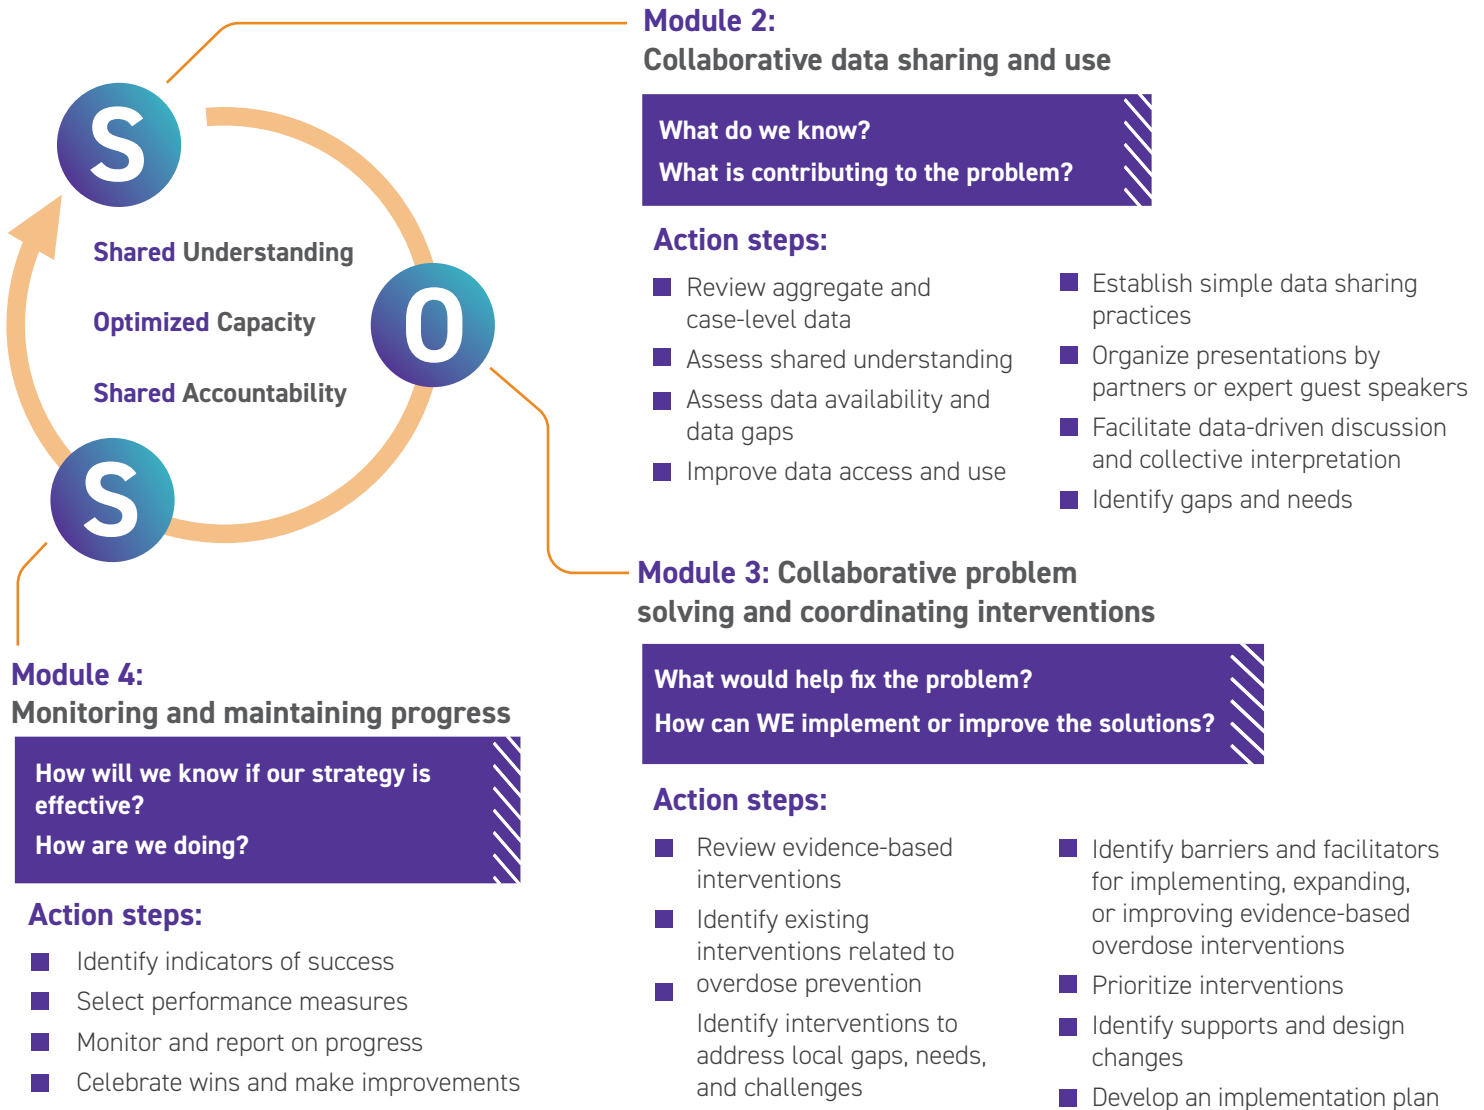 Module 2:
Collaborative data sharing and use
What do we know?
What is contributing to the problem?
Action steps:
Review aggregate and
case-level data
Assess shared understanding
Assess data availability and
data gaps
Improve data access and use
Establish simple data sharing
practices
Organize presentations by
partners or expert guest speakers
Facilitate data-driven discussion
and collective interpretation
Identify gaps and needs
S
Shared Understanding
Optimized Capacity
Shared Accountability
O
S
Module 3: Collaborative problem
solving and coordinating interventions
What would help fix the problem?
How can WE implement or improve the solutions?
Action steps:
Review evidence-based
interventions
Identify existing
interventions related to
overdose prevention
Identify interventions to
address local gaps, needs,
and challenges
Identify barriers and facilitators
for implementing, expanding,
or improving evidence-based
overdose interventions
Prioritize interventions
Identify supports and design
changes
Develop an implementation plan
Module 4:
Monitoring and maintaining progress
How will we know if our strategy is
effective?
How are we doing?
Action steps:
Identify indicators of success
Select performance measures
Monitor and report on progress
Celebrate wins and make improvements